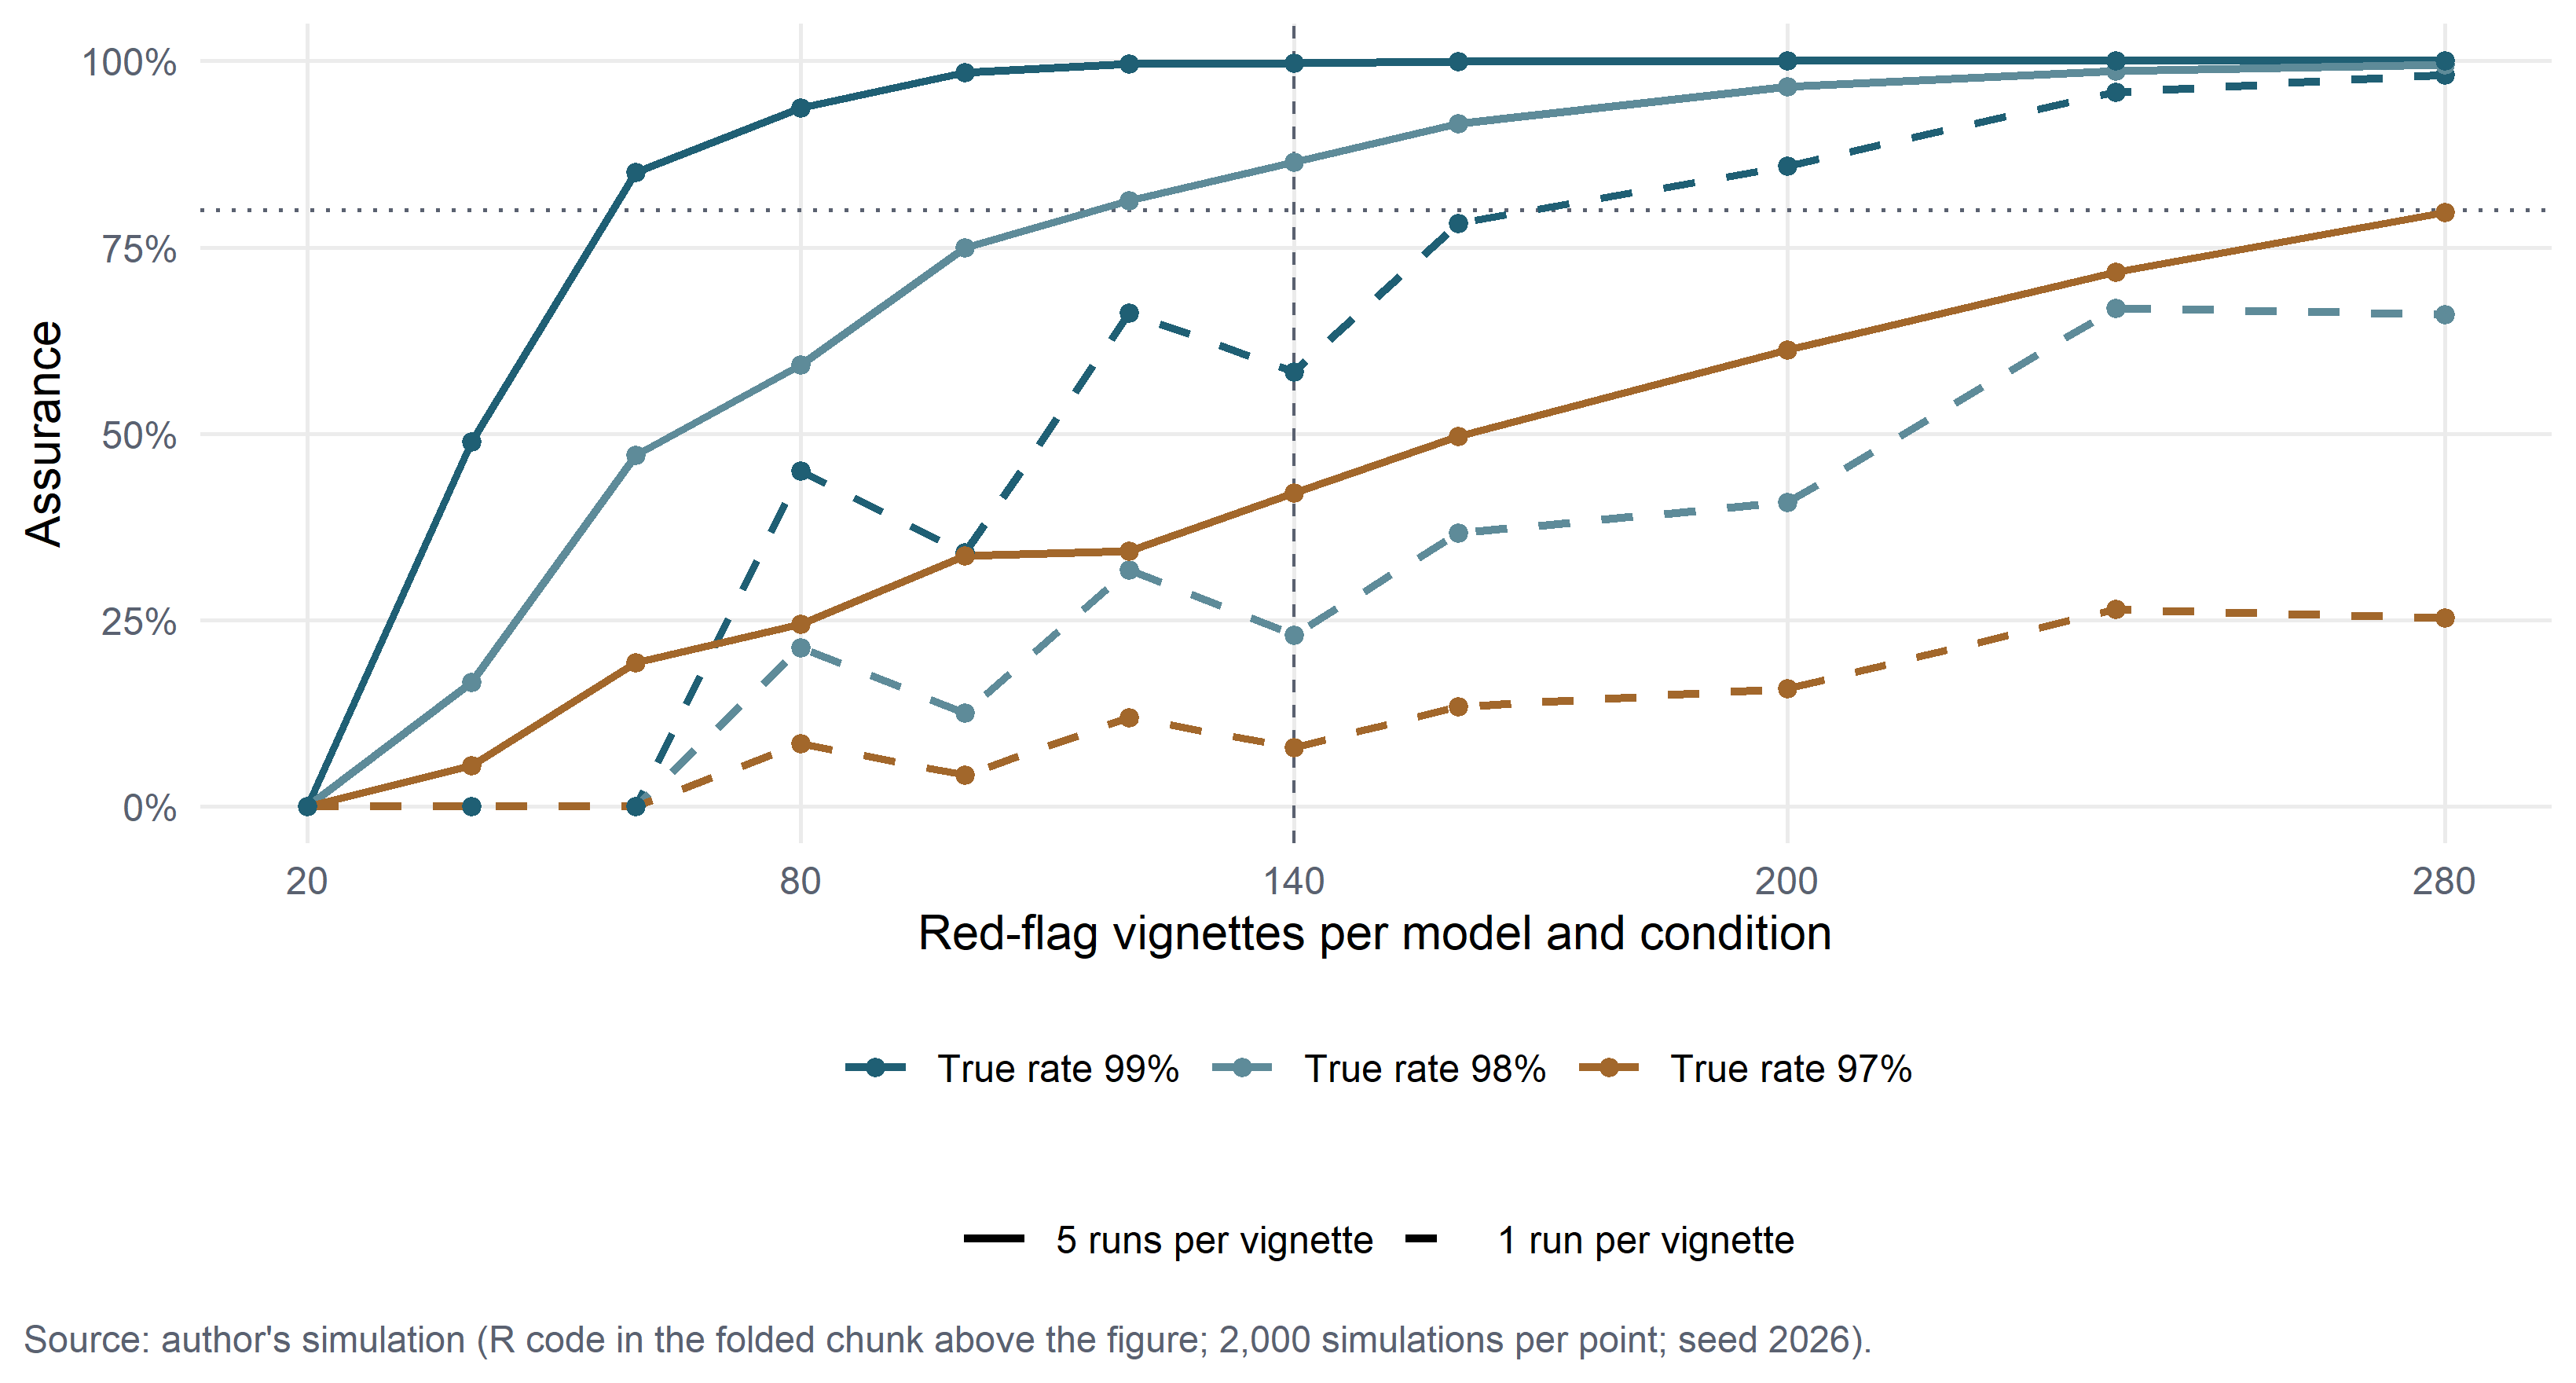 100%
75%
50%
25%
0%
Assurance
20 80 140 200 280
Red-flag vignettes per model and condition
True rate 99% True rate 98% True rate 97%
5 runs per vignette 1 run per vignette
Source: author's simulation (R code in the folded chunk above the figure; 2,000 simulations per point; seed 2026).